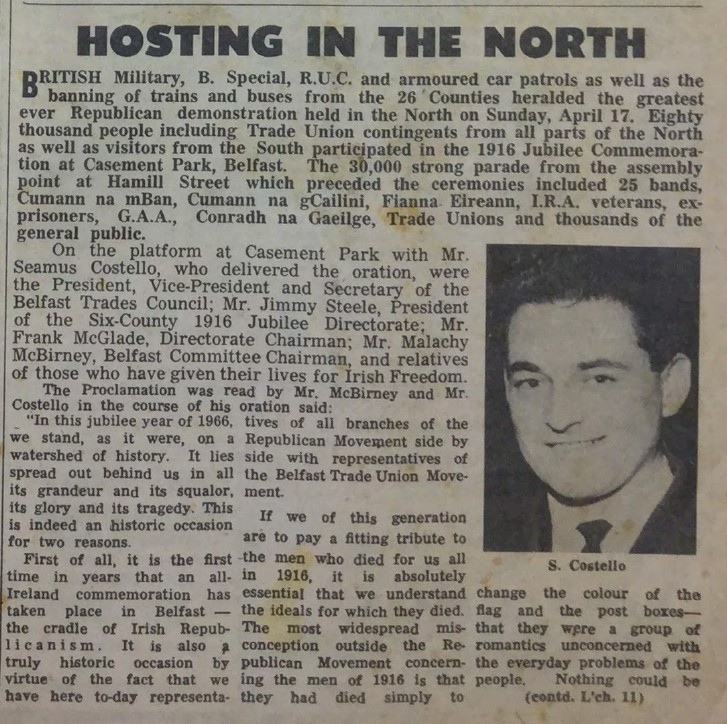 HOSTING IN THE NORTH
BRITISH Military, B. Special, R.U.C. and armoured car patrols as well as the
banning of trains and buses from the 26 Counties heralded the greatest
ever Republican demonstration held in the North on Sunday, April 17. Eighty
thousand people including Trade Union contingents from all parts of the North
as well as visitors from the South participated in the 1916 Jubilee Commemora-
tion at Casement Park, Belfast. The 30,000 strong parade from the assembly
point at Hamill Street which preceded the ceremonies included 25 bands,
Cumann na mBan, Cumann na gCailini, Fianna Eireann, I.R.A. veterans, ex-
prisoners, G.A.A., Conradh na Gaeilge, Trade Unions and thousands of the
general public.
On the platform at Casement Park with Mr.
Seamus Costello, who delivered the oration, were
the President, Vice-President and Secretary of the
Belfast Trades Council; Mr. Jimmy Steele, President
of the Six-County 1916 Jubilee Directorate; Mr.
Frank McGlade, Directorate Chairman; Mr. Malachy
McBirney, Belfast Committee Chairman, and relatives
of those who have given their lives for Irish Freedom.
The Proclamation was read by Mr. McBirney and Mr.
Costello in the course of his oration said:
"In this jubilee year of 1966,
we stand, as it were, on a
watershed of history. It lies
spread out behind us in all
its grandeur and its squalor,
its glory and its tragedy. This
is indeed an historic occasion
for two reasons.
First of all, it is the first
time in years that an all-
Ireland commemoration has
taken place in Belfast —
the cradle of Irish Repub-
licanism. It is also a
truly historic occasion by
virtue of the fact that we
have here to-day representa-
tives of all branches of the
Republican Movement side by
side with representatives of
the Belfast Trade Union Move-
ment.
If we of this generation
are to pay a fitting tribute to
the men who died for us all
in 1916, it is absolutely
essential that we understand
the ideals for which they died.
The most widespread mis-
conception outside the Re-
publican Movement concern-
ing the men of 1916 is that
they had died simply to
S. Costello
change the colour of the
flag and the post boxes—
that they were a group of
romantics unconcerned with
the everyday problems of the
people. Nothing could be
(contd. L'ch. 11)